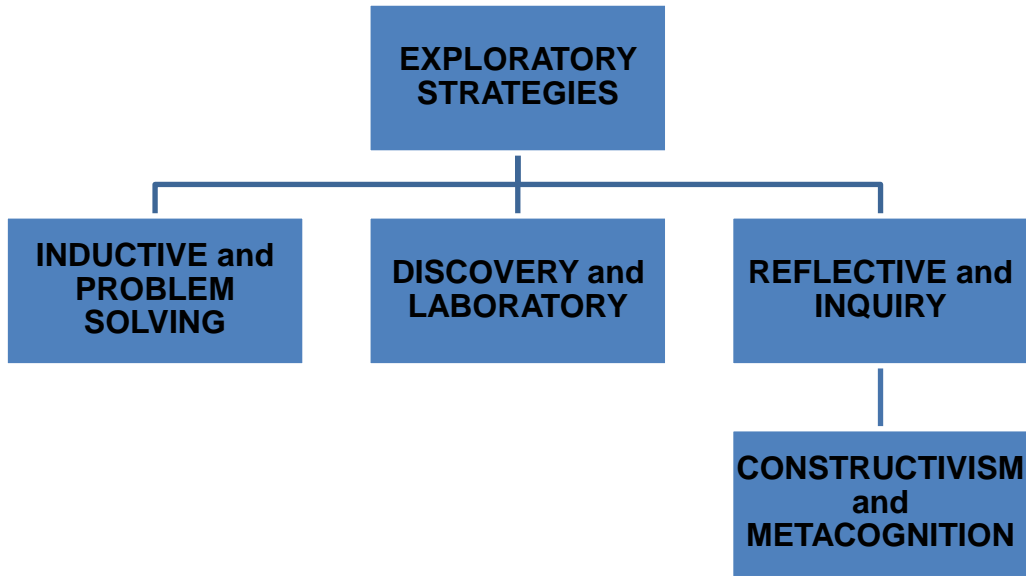 EXPLORATORY
STRATEGIES
INDUCTIVE and
PROBLEM
SOLVING
DISCOVERY and
LABORATORY
REFLECTIVE and
INQUIRY
CONSTRUCTIVISM
and
METACOGNITION